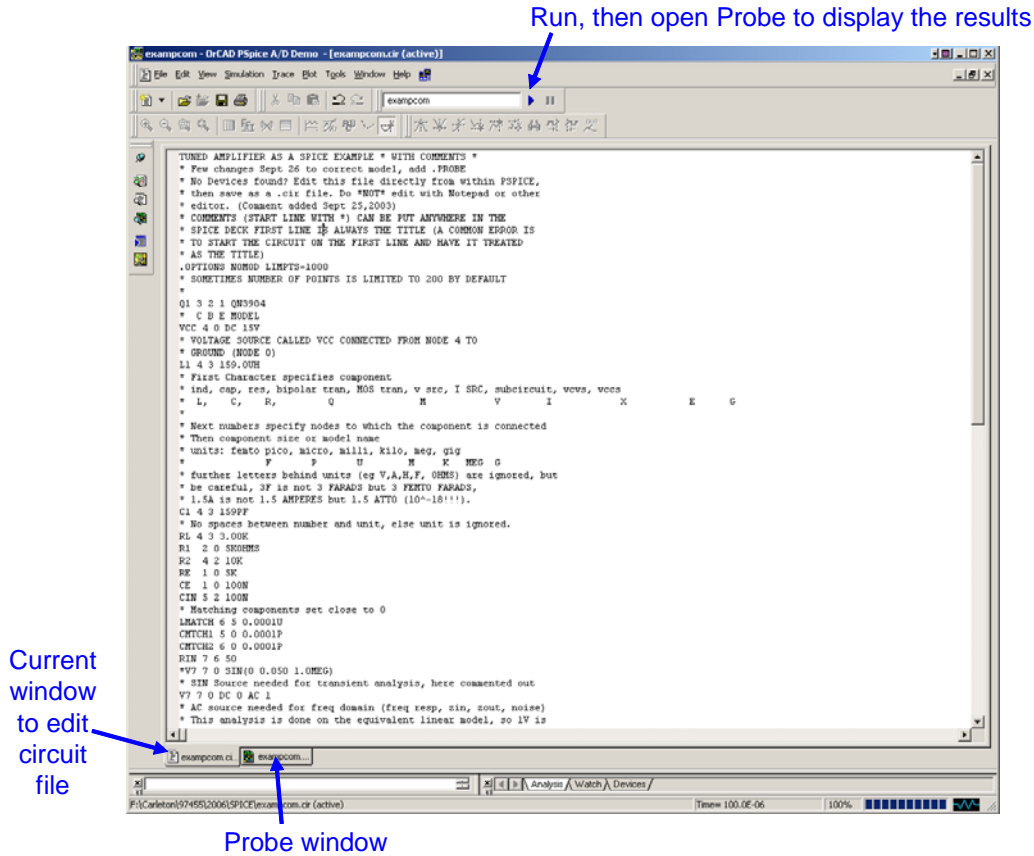 Run, then open Probe to display the results
exampcom - OrCAD PSpice A/D Demo - [exampcom.cir (active)]
File Edit View Simulation Trace Plot Tools Window Help
exampcom
TUNED AMPLIFIER AS A SPICE EXAMPLE * WITH COMMENTS *
* Few changes Sept 26 to correct model, add .PROBE
* No Devices found? Edit this file directly from within PSPICE,
* then save as a .cir file. Do *NOT* edit with Notepad or other
* editor. (Comment added Sept 25,2003)
* COMMENTS (START LINE WITH *) CAN BE PUT ANYWHERE IN THE
* SPICE DECK FIRST LINE IS ALWAYS THE TITLE (A COMMON ERROR IS
* TO START THE CIRCUIT ON THE FIRST LINE AND HAVE IT TREATED
* AS THE TITLE)
.OPTIONS NOMOD LIMPTS=1000
* SOMETIMES NUMBER OF POINTS IS LIMITED TO 200 BY DEFAULT
*
Q1 3 2 1 QN3904
* C B E MODEL
VCC 4 0 DC 15V
* VOLTAGE SOURCE CALLED VCC CONNECTED FROM NODE 4 TO
* GROUND (NODE 0)
L1 4 3 159.0UH
* First Character specifies component
* ind, cap, res, bipolar tran, MOS tran, v src, I SRC, subcircuit, vcvs, vccs
* L, C, R, Q M V I X E G
*
* Next numbers specify nodes to which the component is connected
* Then component size or model name
* units: femto pico, micro, milli, kilo, meg, gig
* F P U M K MEG G
* further letters behind units (eg V,A,H,F, OHMS) are ignored, but
* be careful, 3F is not 3 FARADS but 3 FEMTO FARADS,
* 1.5A is not 1.5 AMPERES but 1.5 ATTO (10^-18!!!).
C1 4 3 159PF
* No spaces between number and unit, else unit is ignored.
RL 4 3 3.00K
R1 2 0 5KOHMS
R2 4 2 10K
RE 1 0 5K
CE 1 0 100N
CIN 5 2 100N
* Matching components set close to 0
LMATCH 6 5 0.0001U
CMTCH1 5 0 0.0001P
CMTCH2 6 0 0.0001P
RIN 7 6 50
*V7 7 0 SIN(0 0.050 1.0MEG)
* SIN Source needed for transient analysis, here commented out
V7 7 0 DC 0 AC 1
* AC source needed for freq domain (freq resp, zin, zout, noise)
* This analysis is done on the equivalent linear model, so 1V is
Current
window
to edit
circuit
file
exampcom.ci.. exampcom....
Analysis Watch Devices
F:\Carleton\97455\2006\SPICE\exampcom.cir (active) Time= 100.0E-06 100%
Probe window